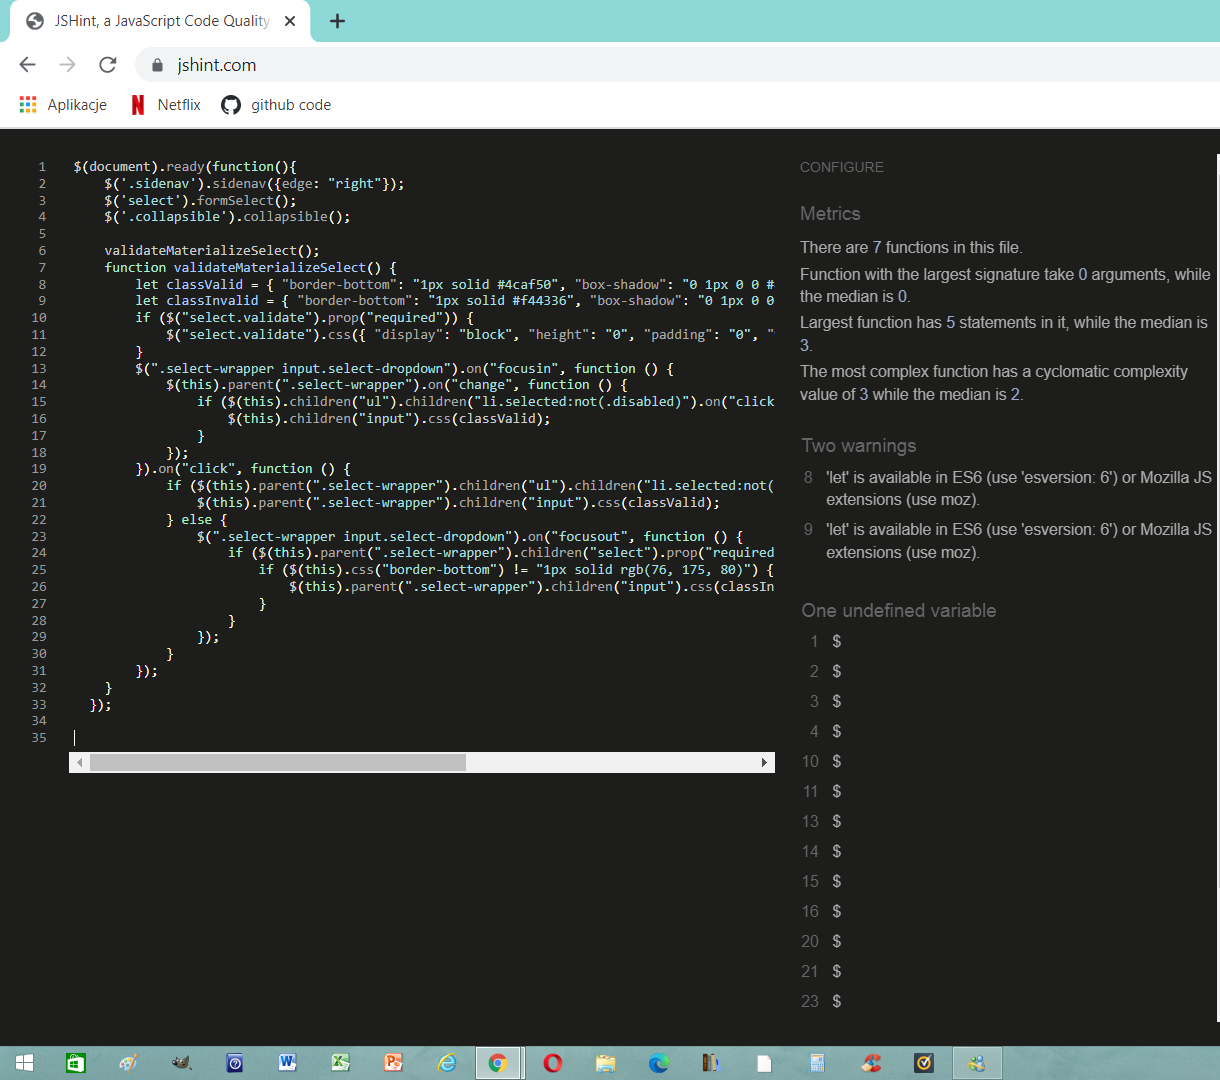 JSHint, a JavaScript Code Quality
jshint.com
Aplikacje Netflix github code
1 $(document).ready(function(){
2 $('.sidenav').sidenav({edge: "right"});
3 $('select').formSelect();
4 $('.collapsible').collapsible();
5
6 validateMaterializeSelect();
7 function validateMaterializeSelect() {
8 let classValid = { "border-bottom": "1px solid #4caf50", "box-shadow": "0 1px 0 0 #
9 let classInvalid = { "border-bottom": "1px solid #f44336", "box-shadow": "0 1px 0 0
10 if ($("select.validate").prop("required")) {
11 $("select.validate").css({ "display": "block", "height": "0", "padding": "0", "
12 }
13 $(".select-wrapper input.select-dropdown").on("focusin", function () {
14 $(this).parent(".select-wrapper").on("change", function () {
15 if ($(this).children("ul").children("li.selected:not(.disabled)").on("click
16 $(this).children("input").css(classValid);
17 }
18 });
19 }).on("click", function () {
20 if ($(this).parent(".select-wrapper").children("ul").children("li.selected:not(
21 $(this).parent(".select-wrapper").children("input").css(classValid);
22 } else {
23 $(".select-wrapper input.select-dropdown").on("focusout", function () {
24 if ($(this).parent(".select-wrapper").children("select").prop("required
25 if ($(this).css("border-bottom") != "1px solid rgb(76, 175, 80)") {
26 $(this).parent(".select-wrapper").children("input").css(classIn
27 }
28 }
29 });
30 }
31 });
32 }
33 });
34
35
CONFIGURE
Metrics
There are 7 functions in this file.
Function with the largest signature take 0 arguments, while
the median is 0.
Largest function has 5 statements in it, while the median is
3.
The most complex function has a cyclomatic complexity
value of 3 while the median is 2.
Two warnings
8 'let' is available in ES6 (use 'esversion: 6') or Mozilla JS
extensions (use moz).
9 'let' is available in ES6 (use 'esversion: 6') or Mozilla JS
extensions (use moz).
One undefined variable
1 $
2 $
3 $
4 $
10 $
11 $
13 $
14 $
15 $
16 $
20 $
21 $
23 $